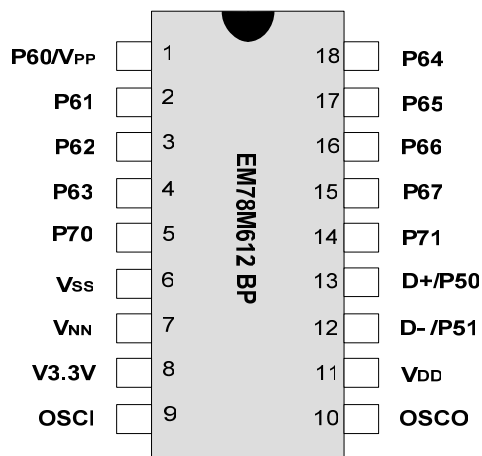 P60/VPP 1 18 P64
P61 2 17 P65
P62 3 16 P66
P63 4 15 P67
P70 5 14 P71
VSS 6 13 D+/P50
VNN 7 12 D- /P51
V3.3V 8 11 VDD
OSCI 9 10 OSCO
EM78M612 BP